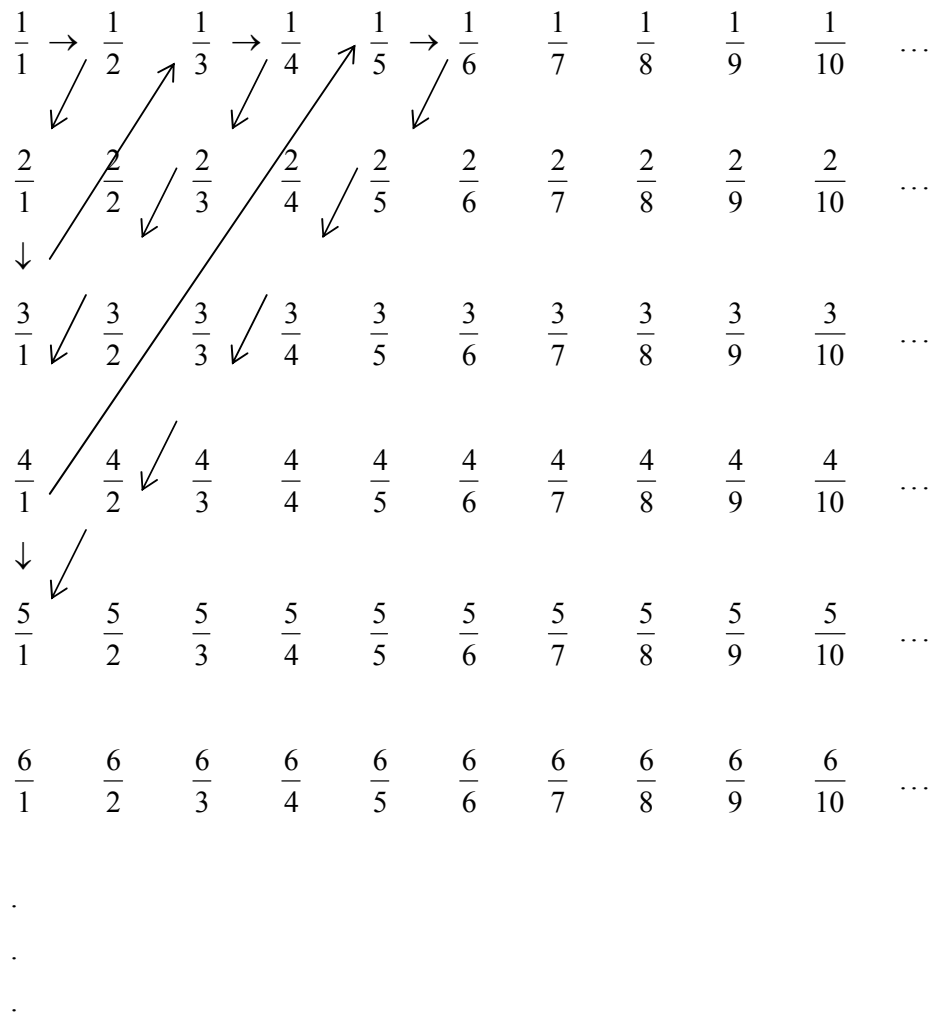 1/1 → 1/2 1/3 → 1/4 1/5 → 1/6 1/7 1/8 1/9 1/10 …
2/1 2/2 2/3 2/4 2/5 2/6 2/7 2/8 2/9 2/10 …
↓
3/1 3/2 3/3 3/4 3/5 3/6 3/7 3/8 3/9 3/10 …
4/1 4/2 4/3 4/4 4/5 4/6 4/7 4/8 4/9 4/10 …
↓
5/1 5/2 5/3 5/4 5/5 5/6 5/7 5/8 5/9 5/10 …
6/1 6/2 6/3 6/4 6/5 6/6 6/7 6/8 6/9 6/10 …
.
.
.